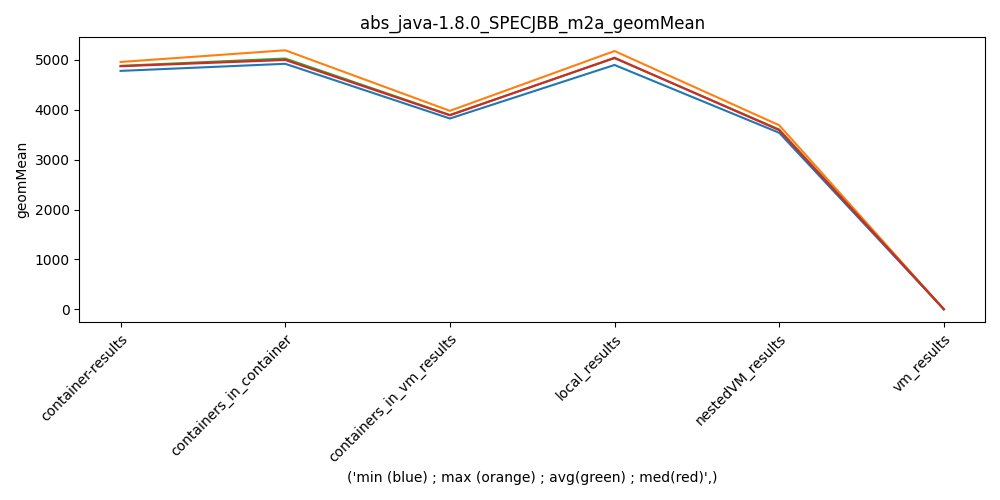 abs_java-1.8.0_SPECJBB_m2a_geomMean
geomMean
5000
4000
3000
2000
1000
0
container-results
containers_in_container
containers_in_vm_results
local_results
nestedVM_results
vm_results
('min (blue) ; max (orange) ; avg(green) ; med(red)',)